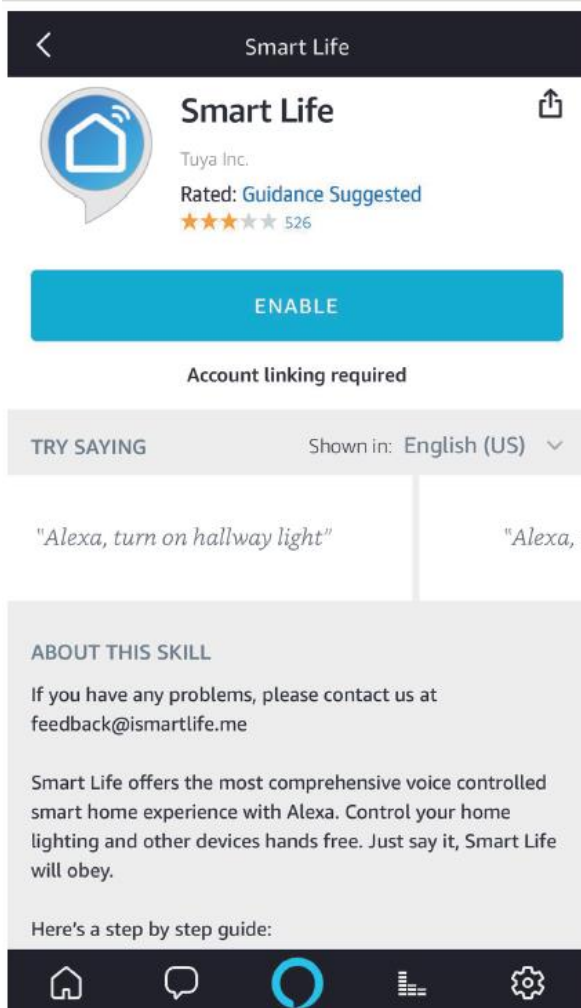 Smart Life
Smart Life
Tuya Inc.
Rated: Guidance Suggested
526
ENABLE
Account linking required
TRY SAYING
Shown in: English (US)
"Alexa, turn on hallway light"
"Alexa,
ABOUT THIS SKILL
If you have any problems, please contact us at
feedback@ismartlife.me
Smart Life offers the most comprehensive voice controlled
smart home experience with Alexa. Control your home
lighting and other devices hands free. Just say it, Smart Life
will obey.
Here's a step by step guide: